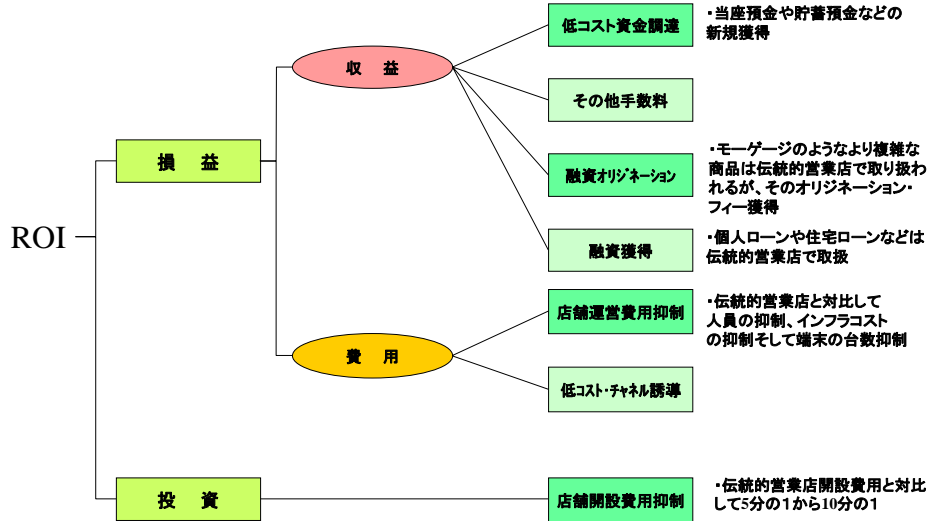 低コスト資金調達
・当座預金や貯蓄預金などの
新規獲得
収　益
その他手数料
損　益
融資オリジネーション
・モーゲージのようなより複雑な
商品は伝統的営業店で取り扱わ
れるが、そのオリジネーション・
フィー獲得
ROI
融資獲得
・個人ローンや住宅ローンなどは
伝統的営業店で取扱
店舗運営費用抑制
・伝統的営業店と対比して
人員の抑制、インフラコスト
の抑制そして端末の台数抑制
費　用
低コスト・チャネル誘導
投　資
店舗開設費用抑制
・伝統的営業店開設費用と対比
して5分の1から10分の1